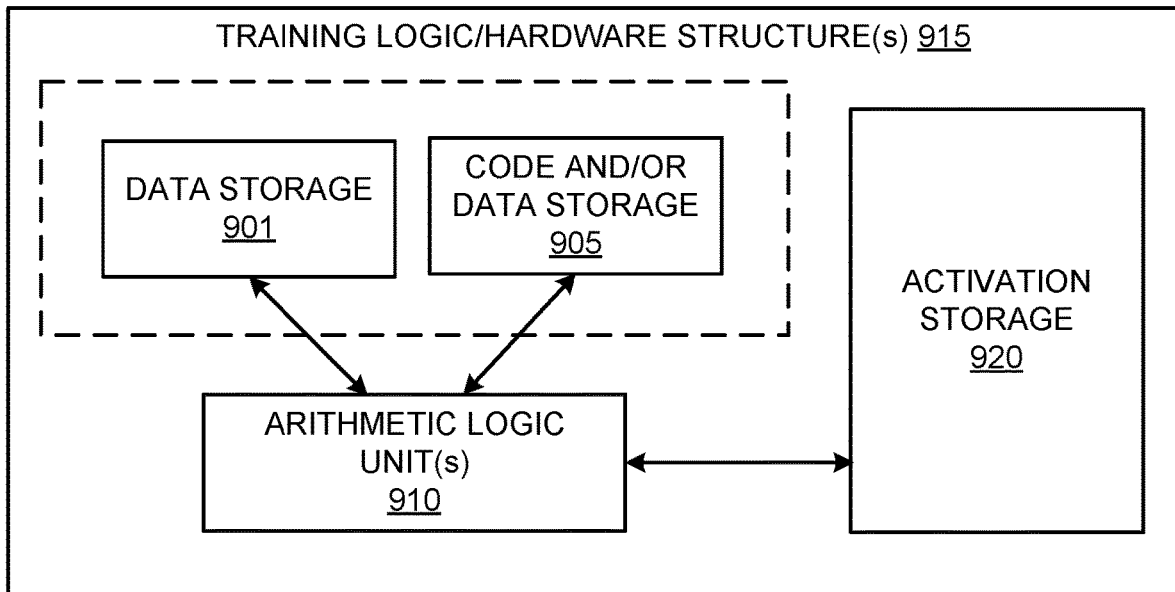 TRAINING LOGIC/HARDWARE STRUCTURE(s) 915
DATA STORAGE
901
CODE AND/OR
DATA STORAGE
905
ACTIVATION
STORAGE
920
ARITHMETIC LOGIC
UNIT(s)
910